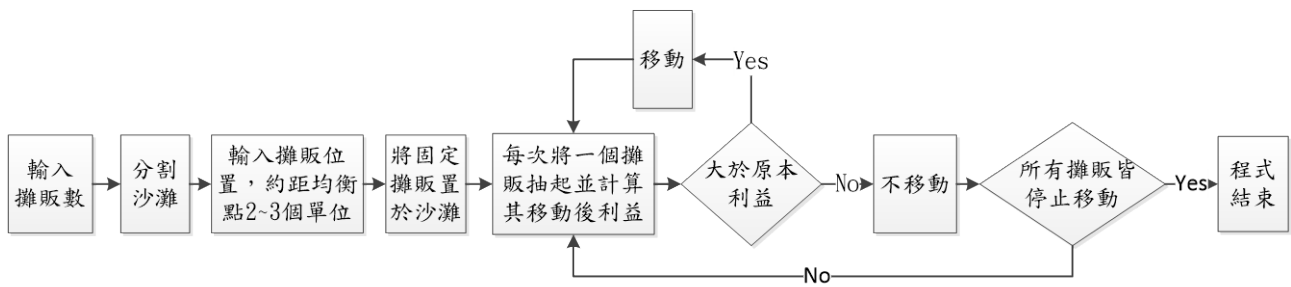 移動
Yes
輸入
攤販數
分割
沙灘
輸入攤販位
置，約距均衡
點2~3個單位
將固定
攤販置
於沙灘
每次將一個攤
販抽起並計算
其移動後利益
大於原本
利益
No
不移動
所有攤販皆
停止移動
Yes
程式
結束
No